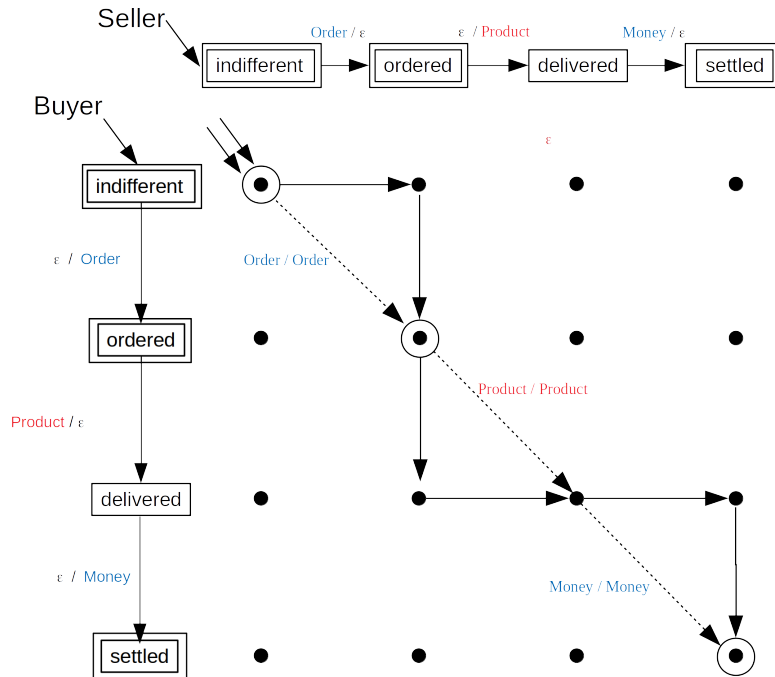 Seller
Order / ε
ε / Product
Money / ε
indifferent
ordered
delivered
settled
Buyer
ε
indifferent
ε / Order
Order / Order
ordered
Product / Product
Product / ε
delivered
ε / Money
Money / Money
settled